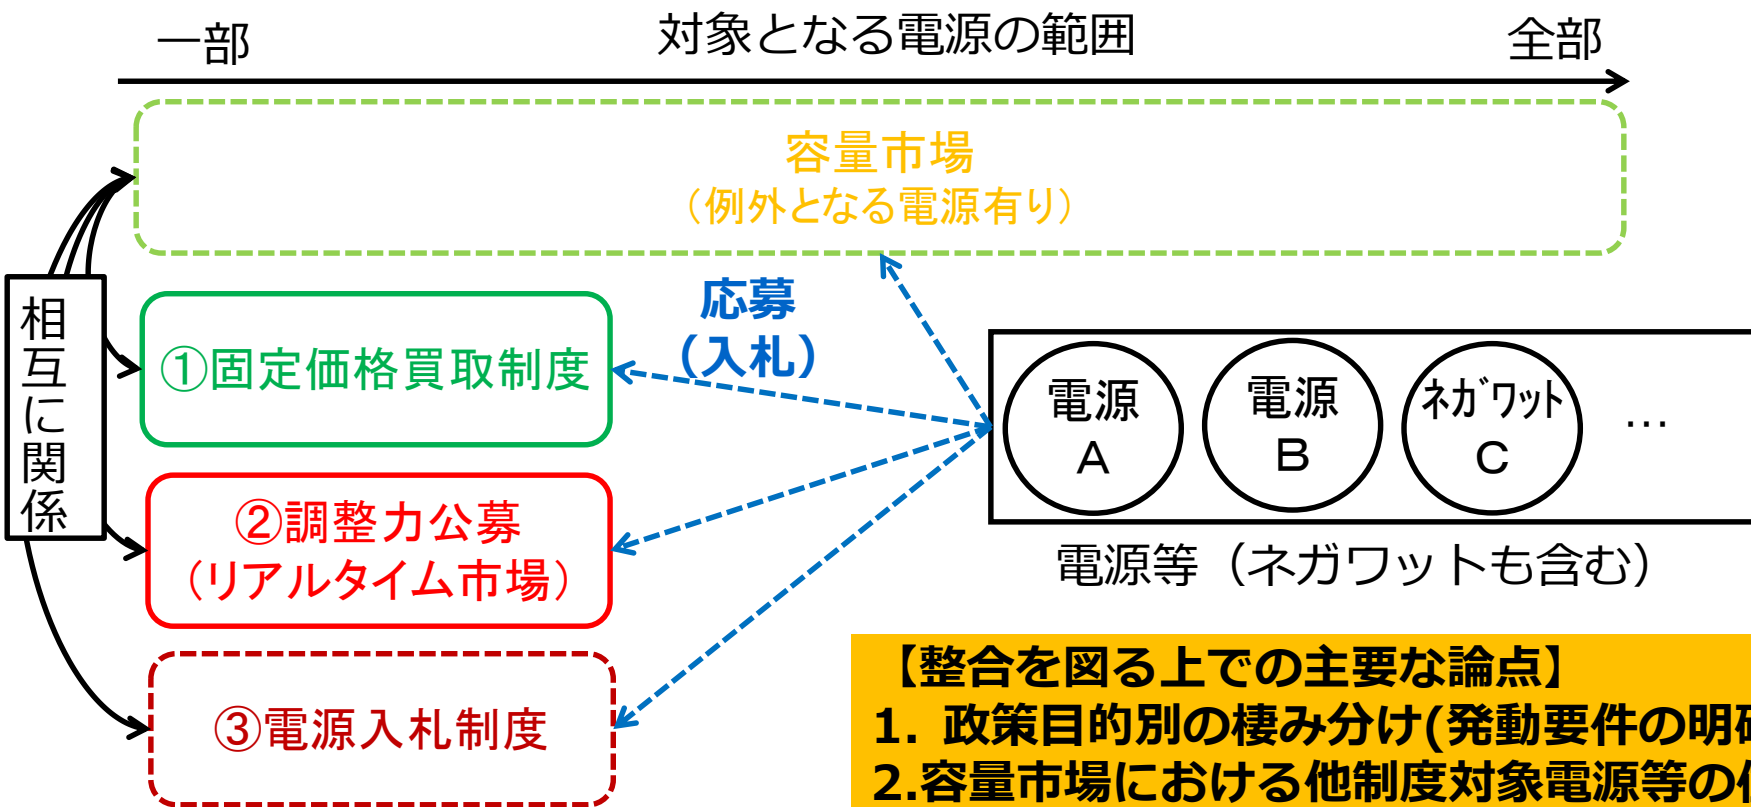 一部
対象となる電源の範囲
全部
容量市場
（例外となる電源有り）
相互に関係
応募
（入札）
①固定価格買取制度
②調整力公募
（リアルタイム市場）
③電源入札制度
電源
A
電源
B
ﾈｶﾞﾜｯﾄ
C
…
電源等（ネガワットも含む）
【整合を図る上での主要な論点】
1. 政策目的別の棲み分け(発動要件の明
2.容量市場における他制度対象電源等の